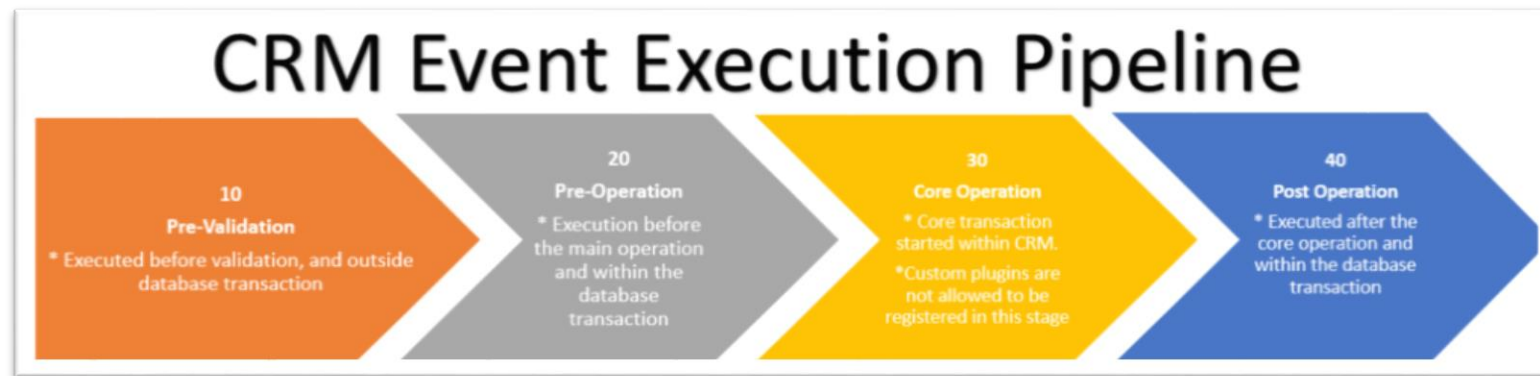 CRM Event Execution Pipeline
10
Pre-Validation
* Executed before validation, and outside
database transaction
20
Pre-Operation
* Execution before
the main operation
and within the
database
transaction
30
Core Operation
* Core transaction
started within CRM.
*Custom plugins are
not allowed to be
registered in this stage
40
Post Operation
* Executed after the
core operation and
within the database
transaction